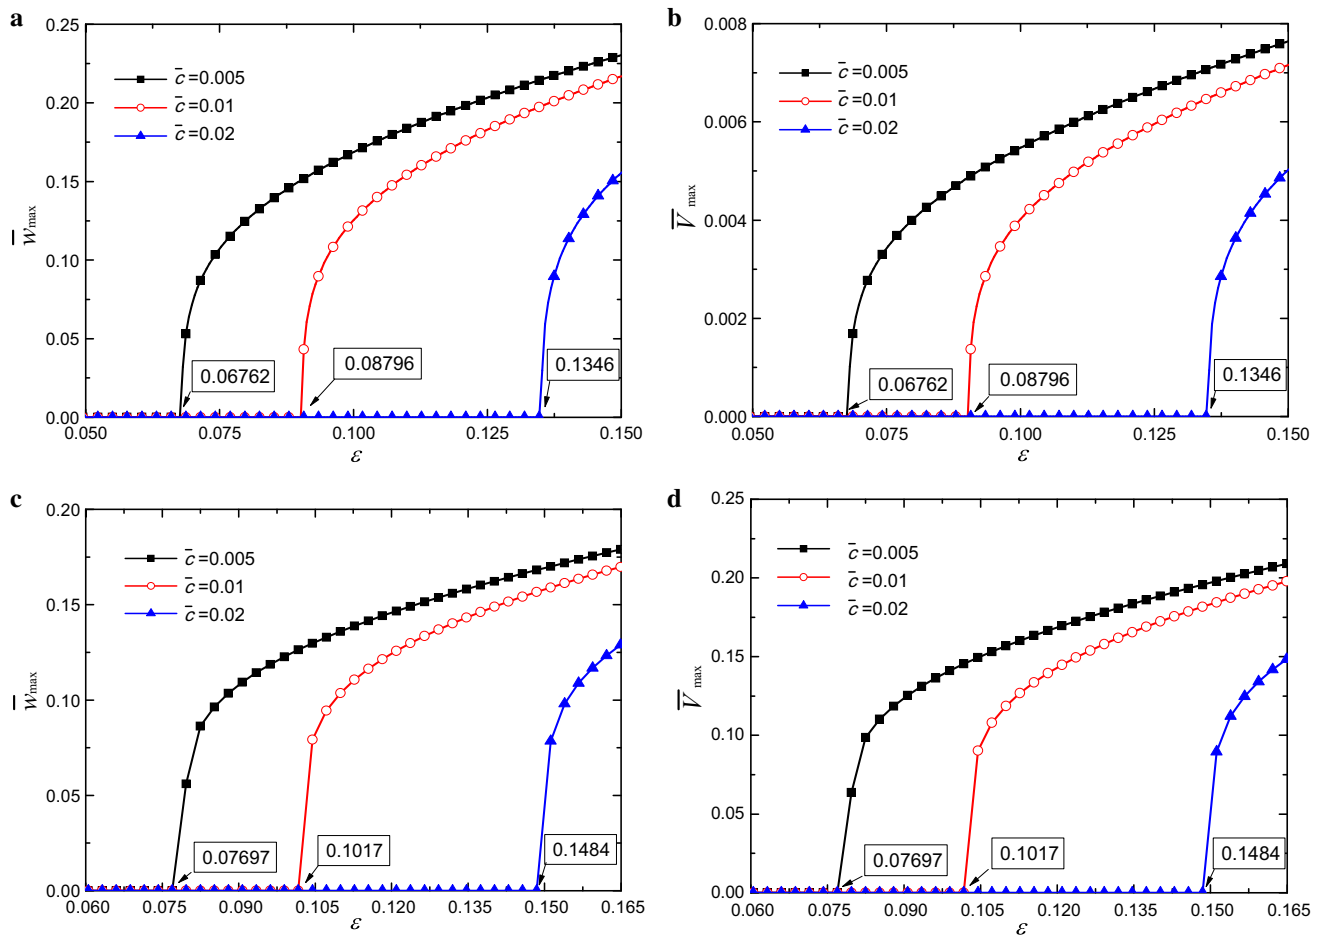 a
0.25
0.20
0.15
0.10
0.05
0.00
w̅max
c̅=0.005
c̅=0.01
c̅=0.02
0.06762
0.08796
0.1346
0.050 0.075 0.100 0.125 0.150
ε
b
0.008
0.006
0.004
0.002
0.000
V̅max
c̅=0.005
c̅=0.01
c̅=0.02
0.06762
0.08796
0.1346
0.050 0.075 0.100 0.125 0.150
ε
c
0.20
0.15
0.10
0.05
0.00
w̅max
c̅=0.005
c̅=0.01
c̅=0.02
0.07697
0.1017
0.1484
0.060 0.075 0.090 0.105 0.120 0.135 0.150 0.165
ε
d
0.25
0.20
0.15
0.10
0.05
0.00
V̅max
c̅=0.005
c̅=0.01
c̅=0.02
0.07697
0.1017
0.1484
0.060 0.075 0.090 0.105 0.120 0.135 0.150 0.165
ε